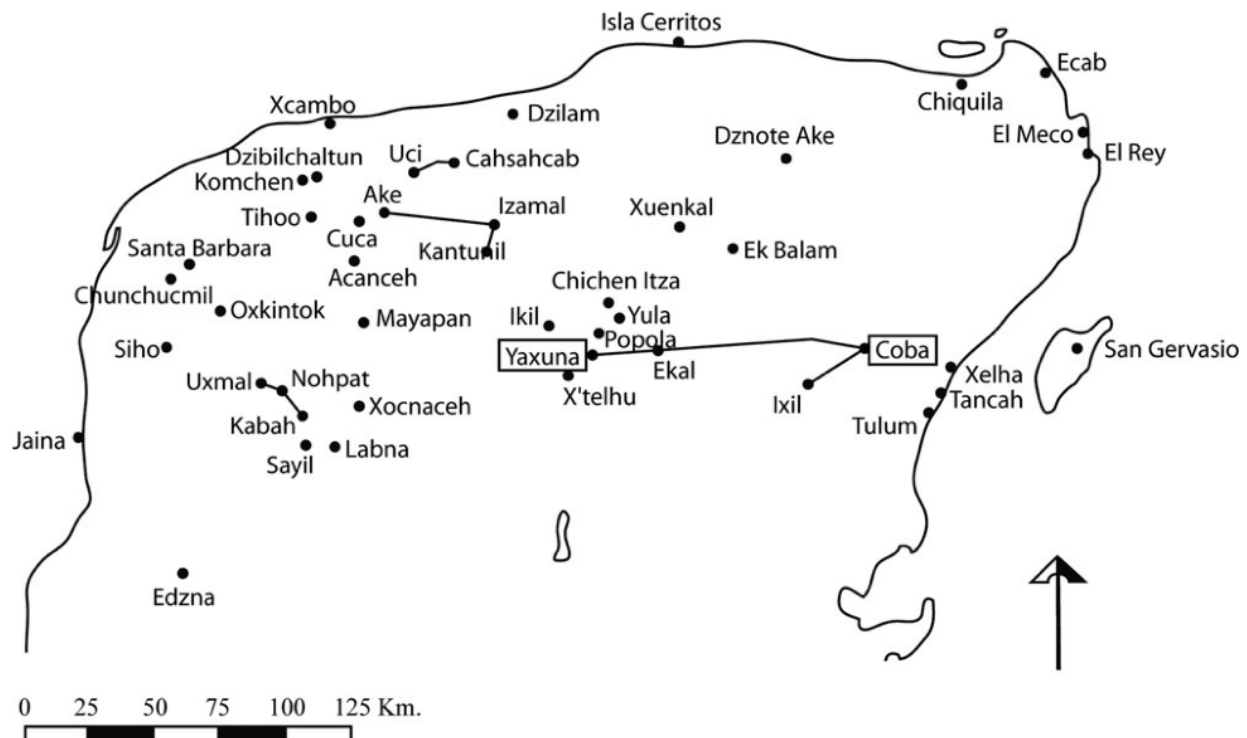 Isla Cerritos
Ecab
Chiquila
Xcambo
Dzilam
El Meco
Dznote Ake
El Rey
Dzibilchaltun
Uci
Cahsahcab
Komchen
Ake
Izamal
Xuenkal
Tihoo
Cuca
Kantunil
Ek Balam
Santa Barbara
Acanceh
Chunchucmil
Chichen Itza
Oxkintok
Mayapan
Ikil
Yula
Popola
Siho
Yaxuna
Ekal
Coba
San Gervasio
Uxmal
Nohpat
X'telhu
Xelha
Ixil
Tancah
Xocnaceh
Kabah
Tulum
Jaina
Sayil
Labna
Edzna
0 25 50 75 100 125 Km.